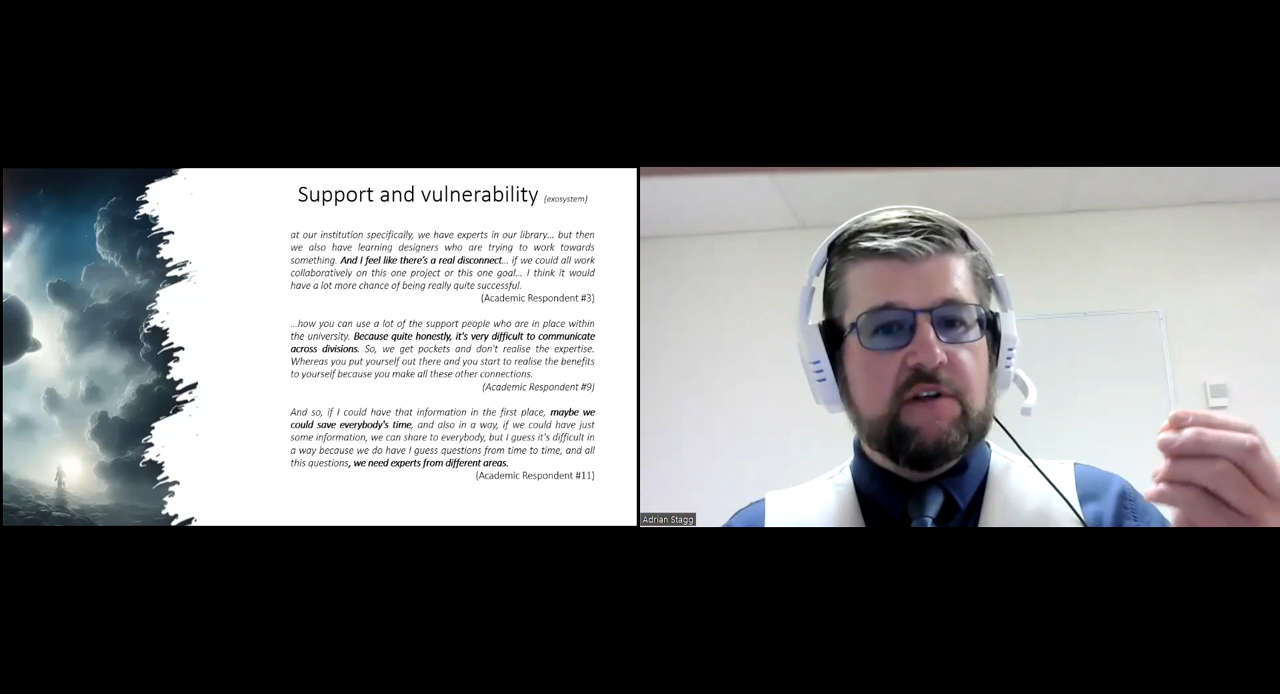 Support and vulnerability (exosystem)
at our institution specifically, we have experts in our library... but then
we also have learning designers who are trying to work towards
something. And I feel like there's a real disconnect... if we could all work
collaboratively on this one project or this one goal... I think it would
have a lot more chance of being really quite successful.
(Academic Respondent #3)
...how you can use a lot of the support people who are in place within
the university. Because quite honestly, it's very difficult to communicate
across divisions. So, we get pockets and don't realise the expertise.
Whereas you put yourself out there and you start to realise the benefits
to yourself because you make all these other connections.
(Academic Respondent #9)
And so, if I could have that information in the first place, maybe we
could save everybody's time, and also in a way, if we could have just
some information, we can share to everybody, but I guess it's difficult in
a way because we do have I guess questions from time to time, and all
this questions, we need experts from different areas.
(Academic Respondent #11)
Adrian Stagg